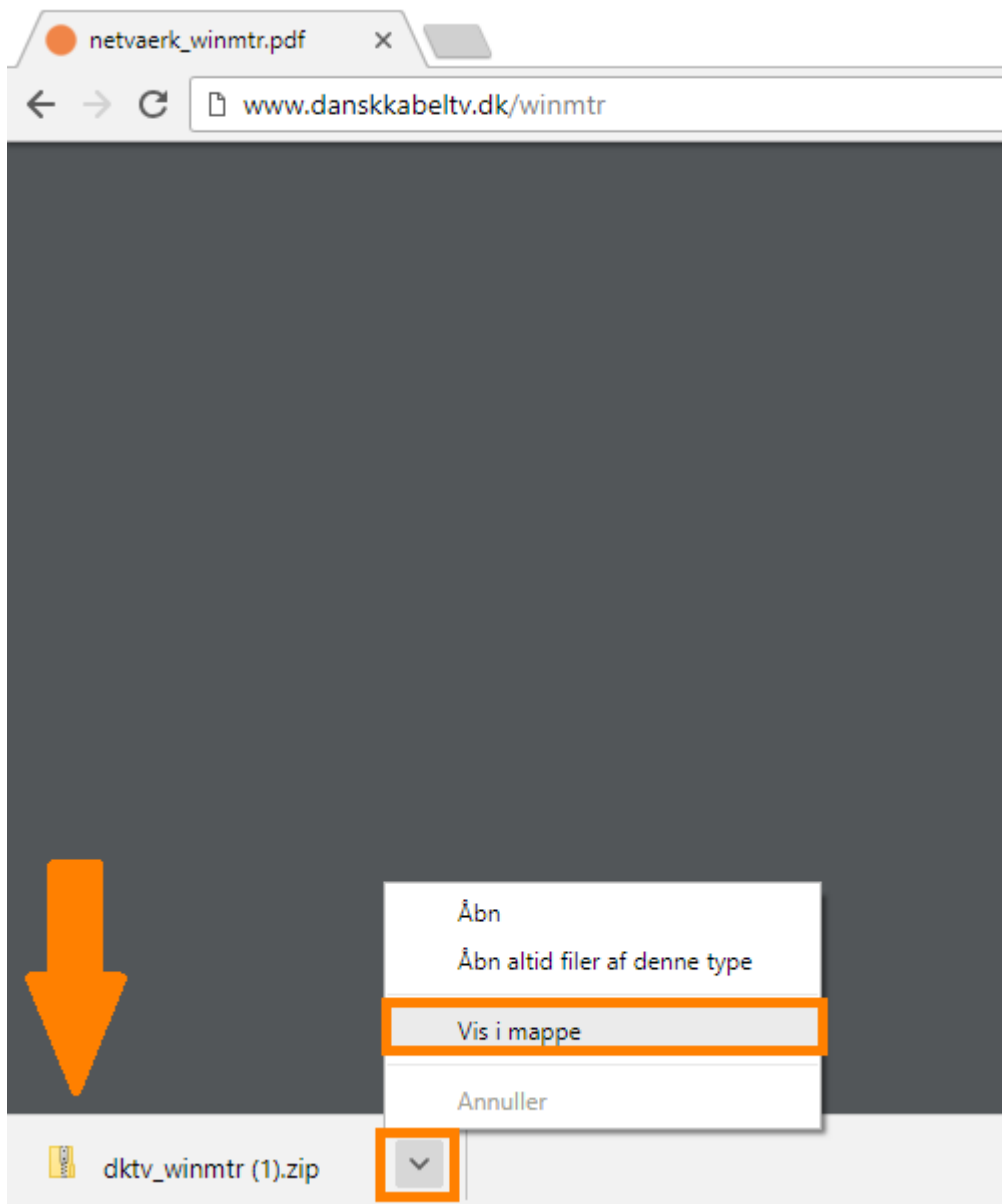 netvaerk_winmtr.pdf
www.danskkabeltv.dk/winmtr
Åbn
Åbn altid filer af denne type
Vis i mappe
Annuller
dktv_winmtr (1).zip